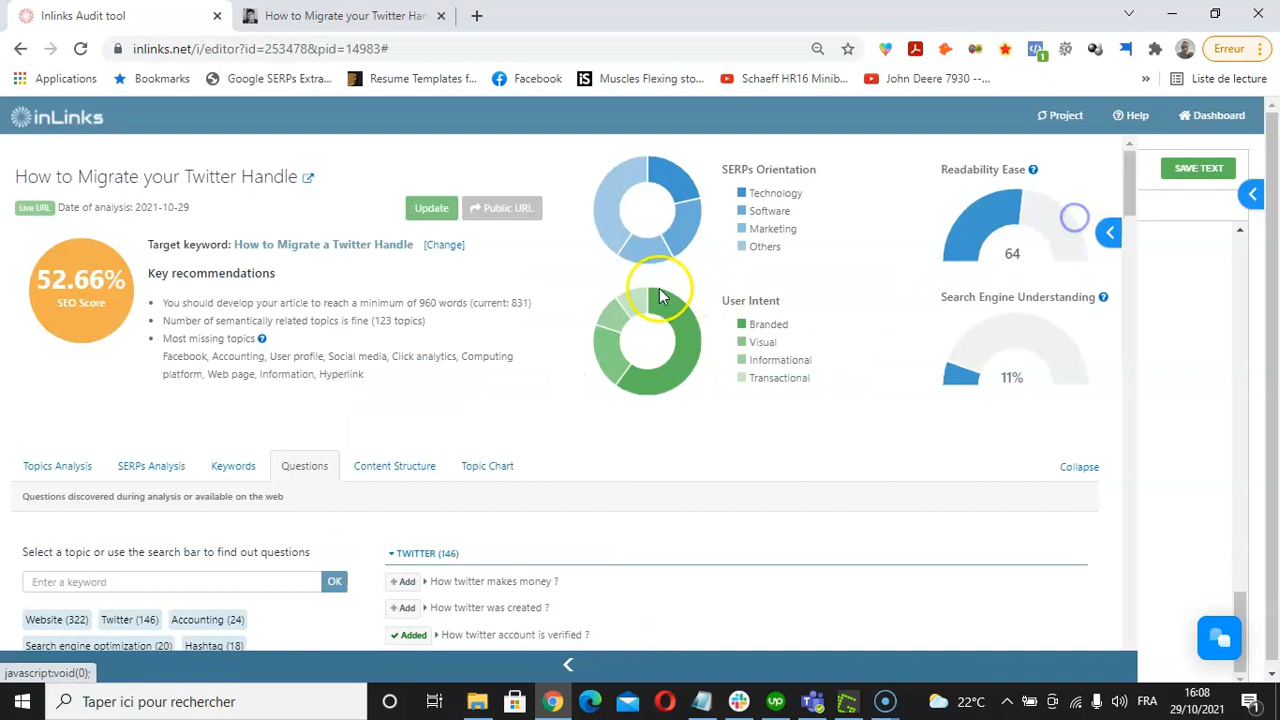 Inlinks Audit tool
How to Migrate your Twitter Han
inlinks.net/i/editor?id=253478&pid=14983#
Erreur
1
Applications
Bookmarks
Google SERPs Extra...
Resume Templates f...
Facebook
iS
Muscles Flexing sto...
Schaeff HR16 Minib...
John Deere 7930 –...
»
Liste de lecture
inLinks
Project
Help
Dashboard
How to Migrate your Twitter Handle
Live URL
Date of analysis: 2021-10-29
Update
Public URL
52.66%
SEO Score
Target keyword: How to Migrate a Twitter Handle [Change]
Key recommendations
• You should develop your article to reach a minimum of 960 words (current: 831)
• Number of semantically related topics is fine (123 topics)
• Most missing topics
Facebook, Accounting, User profile, Social media, Click analytics, Computing
platform, Web page, Information, Hyperlink
SERPs Orientation
Technology
Software
Marketing
Others
User Intent
Branded
Visual
Informational
Transactional
Readability Ease
64
Search Engine Understanding
11%
SAVE TEXT
Topics Analysis
SERPs Analysis
Keywords
Questions
Content Structure
Topic Chart
Collapse
Questions discovered during analysis or available on the web
Select a topic or use the search bar to find out questions
Enter a keyword
OK
Website (322)
Twitter (146)
Accounting (24)
Search engine optimization (20)
Hashtag (18)
TWITTER (146)
+ Add
How twitter makes money ?
+ Add
How twitter was created ?
Added
How twitter account is verified ?
javascript:void(0);
Taper ici pour rechercher
22°C
FRA
16:08
29/10/2021
1